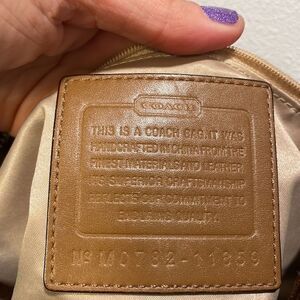 COACH
THIS IS A COACH BAG. IT WAS
HANDCRAFTED IN CHINA FROM THE
FINEST MATERIALS AND LEATHER.
ITS SUPERIOR CRAFTSMANSHIP
REFLECTS OUR COMMITMENT TO
ENDURING QUALITY.
Nº M0782-11859